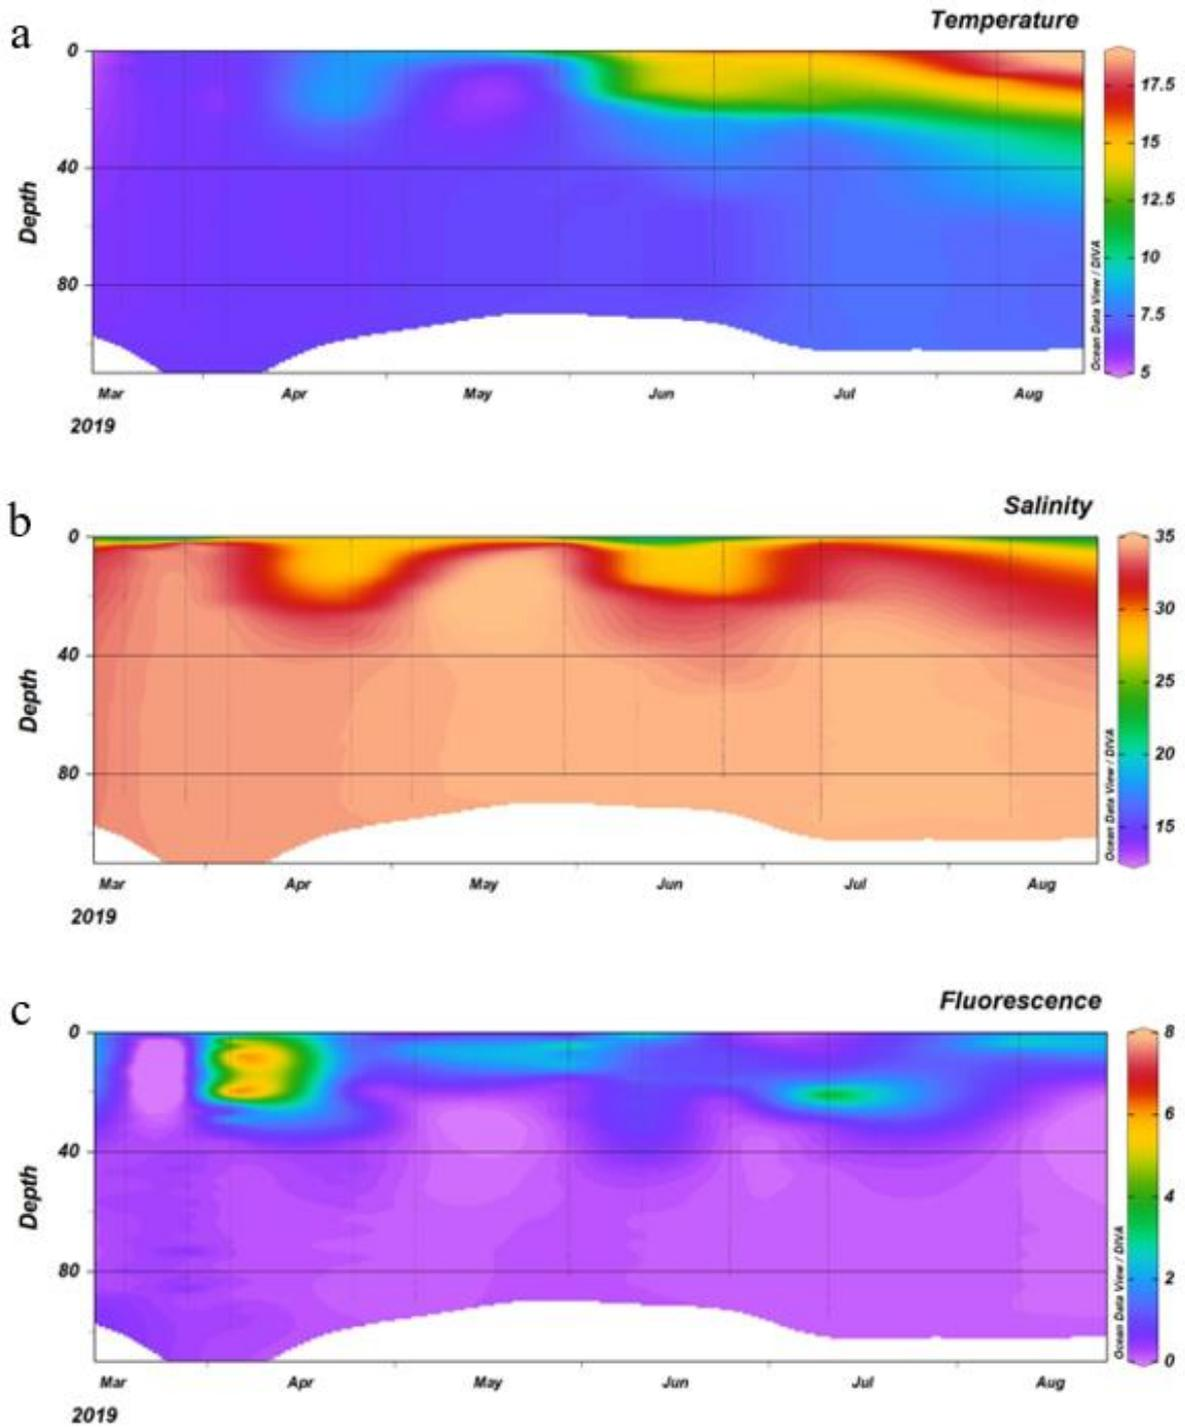 a
Temperature
0
40
80
Depth
17.5
15
12.5
10
7.5
5
Ocean Data View / DIVA
Mar Apr May Jun Jul Aug
2019
b
Salinity
0
40
80
Depth
35
30
25
20
15
Ocean Data View / DIVA
Mar Apr May Jun Jul Aug
2019
c
Fluorescence
0
40
80
Depth
8
6
4
2
0
Ocean Data View / DIVA
Mar Apr May Jun Jul Aug
2019